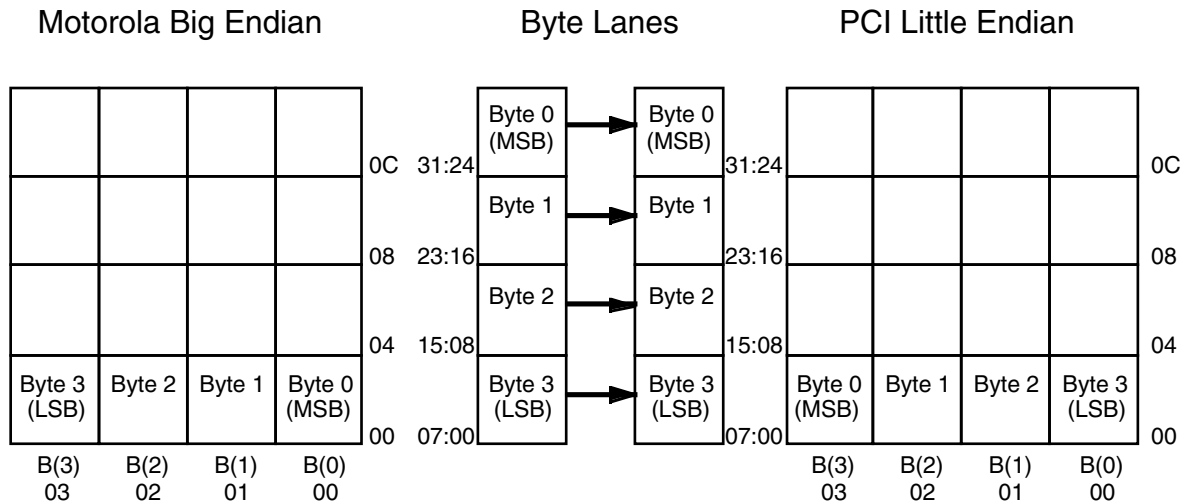 Motorola Big Endian
Byte Lanes
PCI Little Endian
0C
08
04
Byte 3
(LSB)
Byte 2
Byte 1
Byte 0
(MSB)
00
B(3)
03
B(2)
02
B(1)
01
B(0)
00
31:24
Byte 0
(MSB)
23:16
Byte 1
15:08
Byte 2
07:00
Byte 3
(LSB)
Byte 0
(MSB)
31:24
Byte 1
23:16
Byte 2
15:08
Byte 3
(LSB)
07:00
0C
08
04
Byte 0
(MSB)
Byte 1
Byte 2
Byte 3
(LSB)
00
B(3)
03
B(2)
02
B(1)
01
B(0)
00